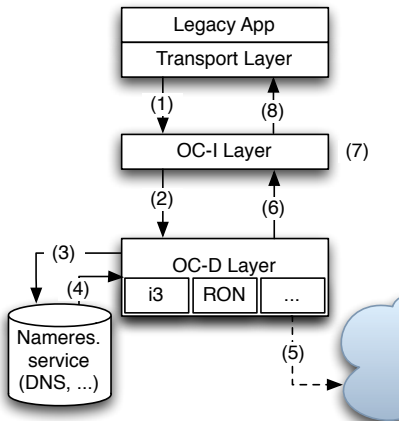 Legacy App
Transport Layer
(1)
(8)
OC-I Layer
(7)
(2)
(6)
(3)
OC-D Layer
(4)
i3
RON
...
Nameres.
service
(DNS, ...)
(5)